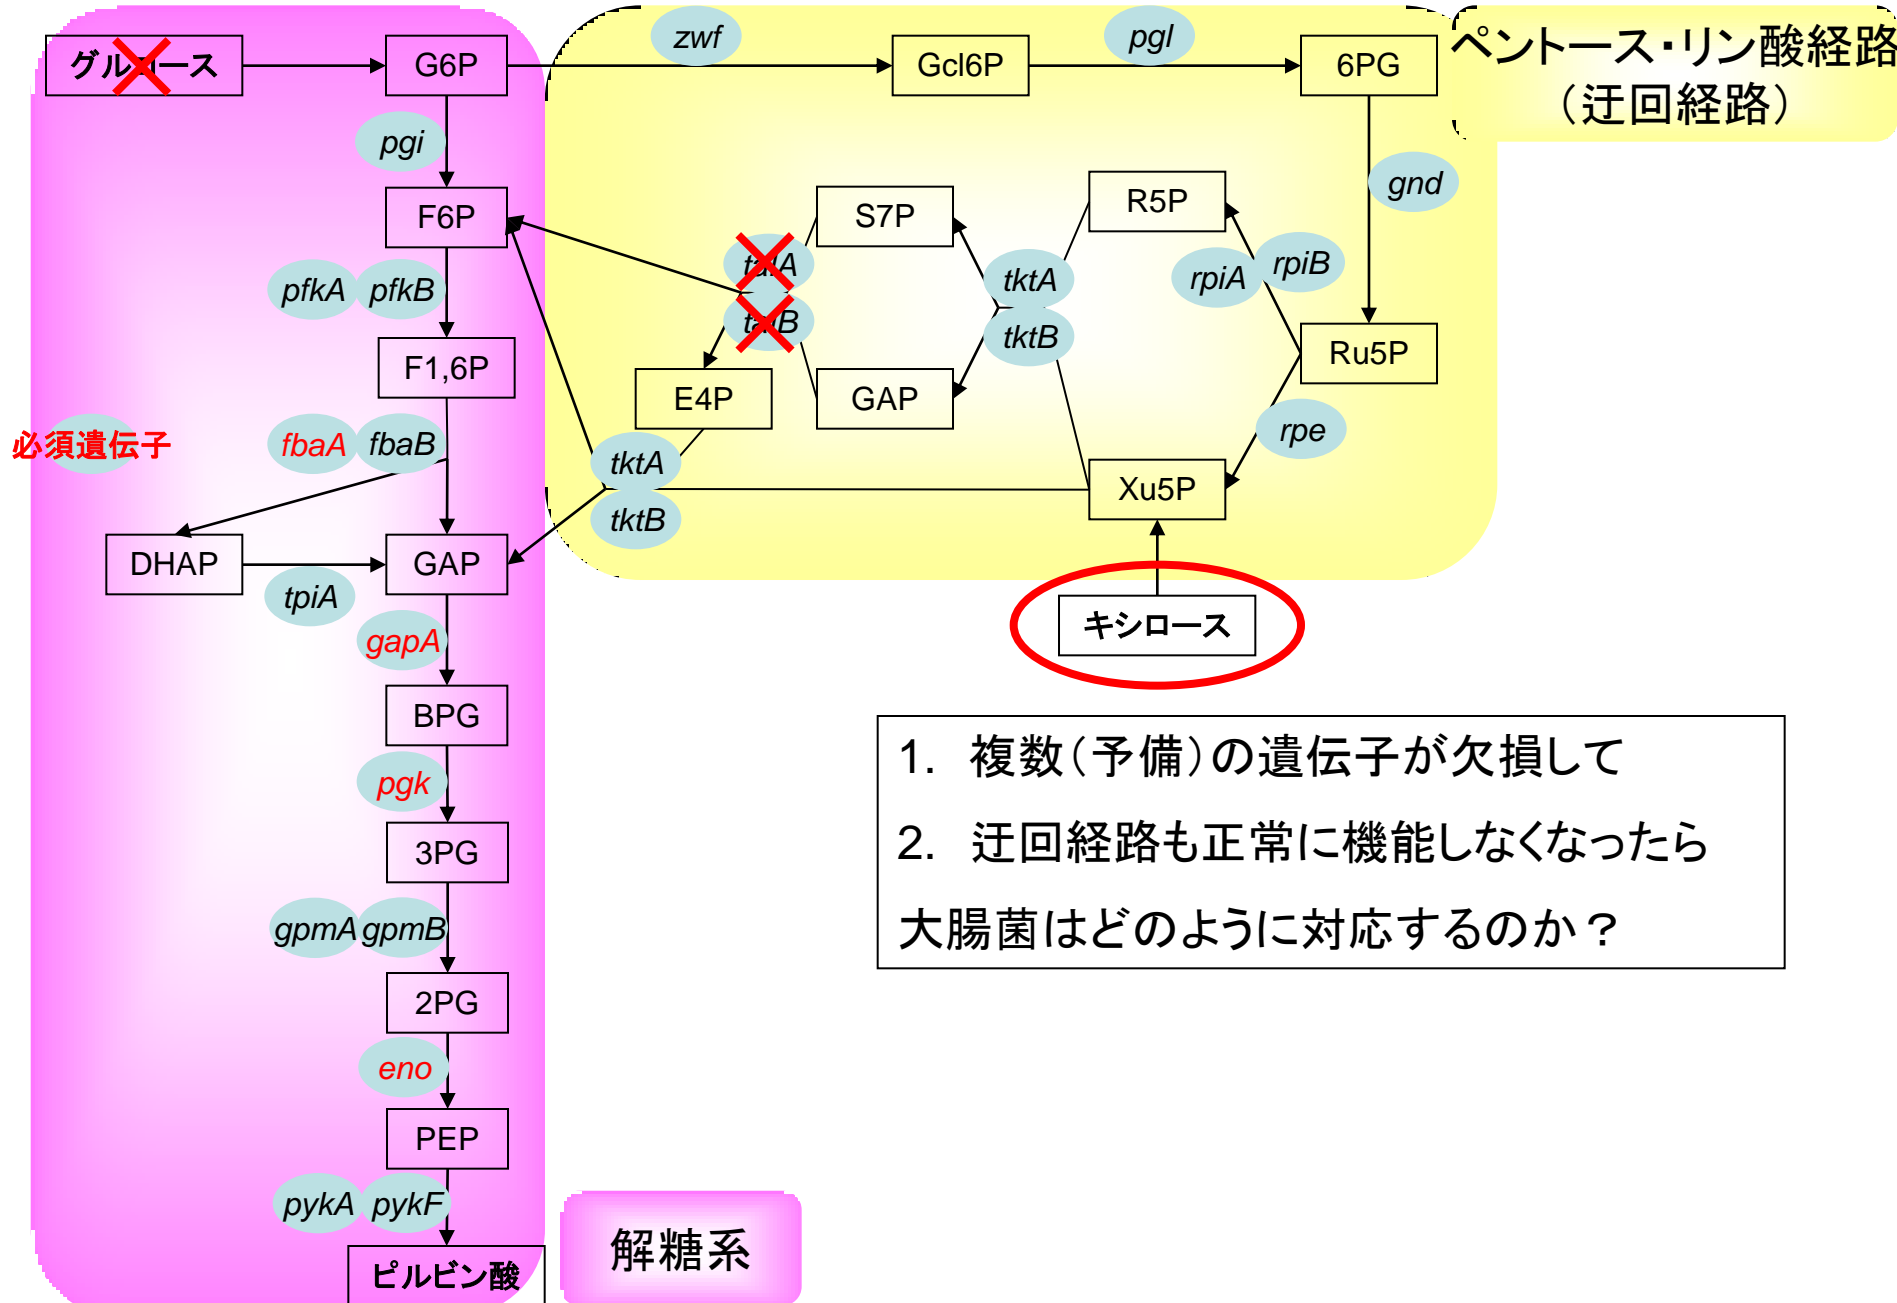 グルコース
G6P
zwf
Gcl6P
pgl
6PG
ペントース・リン酸経路
（迂回経路）
pgi
gnd
F6P
S7P
R5P
talA
tktA
rpiA
rpiB
pfkA
pfkB
talB
tktB
Ru5P
F1,6P
E4P
GAP
rpe
必須遺伝子
fbaA
fbaB
tktA
Xu5P
tktB
DHAP
GAP
tpiA
キシロース
gapA
BPG
pgk
3PG
gpmA
gpmB
2PG
eno
PEP
pykA
pykF
ピルビン酸
解糖系
1. 複数（予備）の遺伝子が欠損して
2. 迂回経路も正常に機能しなくなったら
大腸菌はどのように対応するのか？